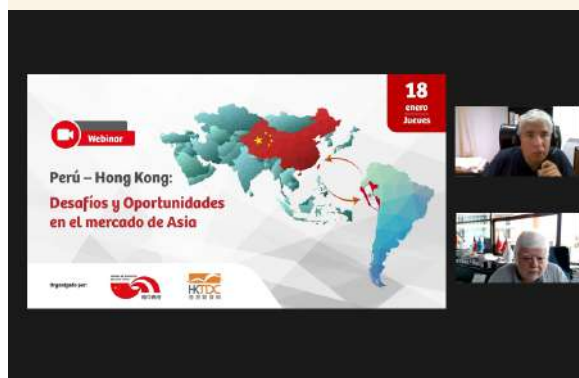 18
enero
Jueves
Webinar
Perú – Hong Kong:
Desafíos y Oportunidades
en el mercado de Asia
Organizado por:
HKTDC